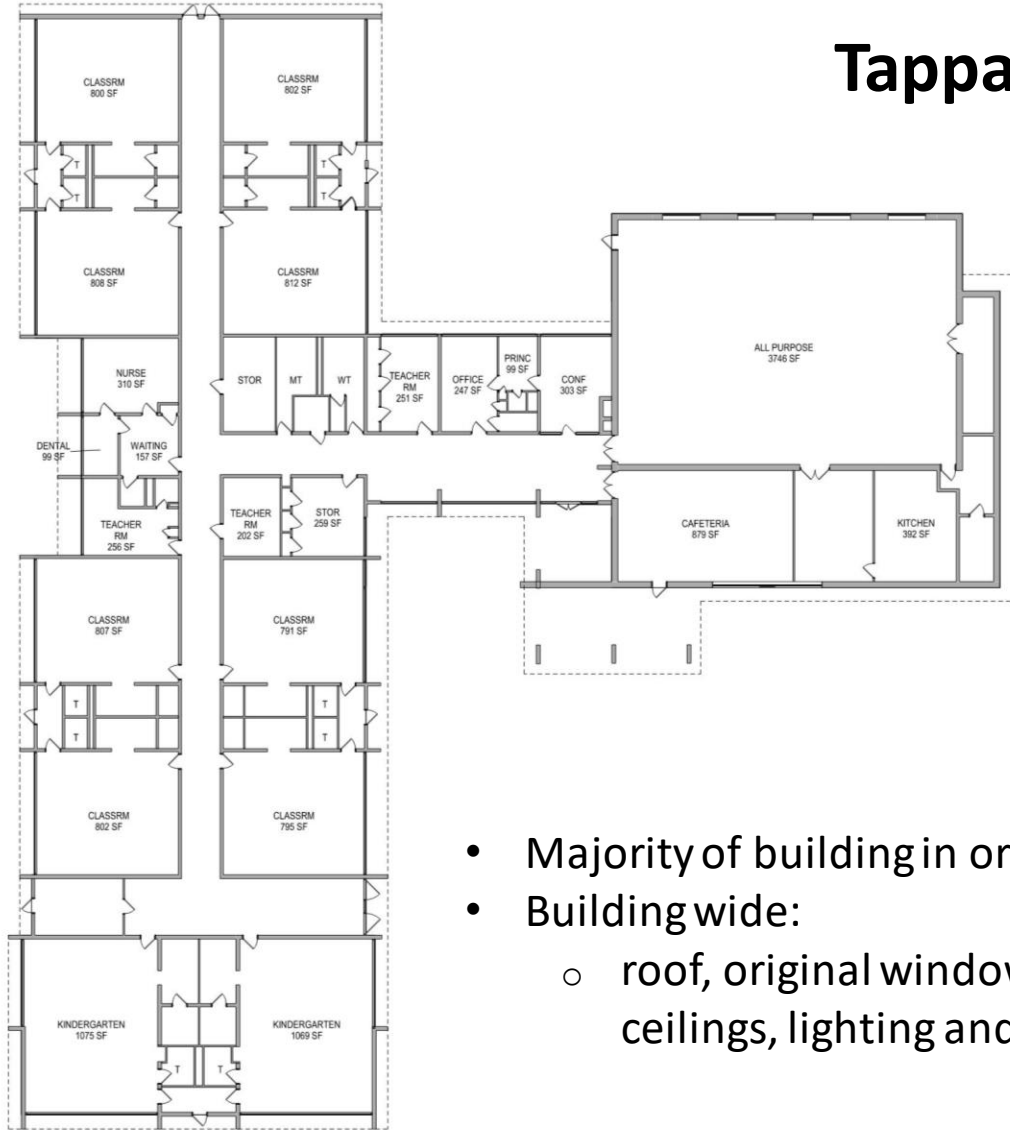 Tappa
CLASSRM
800 SF
CLASSRM
802 SF
T
T
T
T
CLASSRM
808 SF
CLASSRM
812 SF
ALL PURPOSE
3746 SF
NURSE
310 SF
STOR
MT
WT
TEACHER
RM
251 SF
OFFICE
247 SF
PRINC
99 SF
CONF
303 SF
DENTAL
99 SF
WAITING
157 SF
TEACHER
RM
256 SF
TEACHER
RM
202 SF
STOR
259 SF
CAFETERIA
879 SF
KITCHEN
392 SF
CLASSRM
807 SF
CLASSRM
791 SF
T
T
T
T
CLASSRM
802 SF
CLASSRM
795 SF
• Majority of building in or
• Building wide:
o roof, original window
ceilings, lighting and
KINDERGARTEN
1075 SF
KINDERGARTEN
1069 SF
T
T